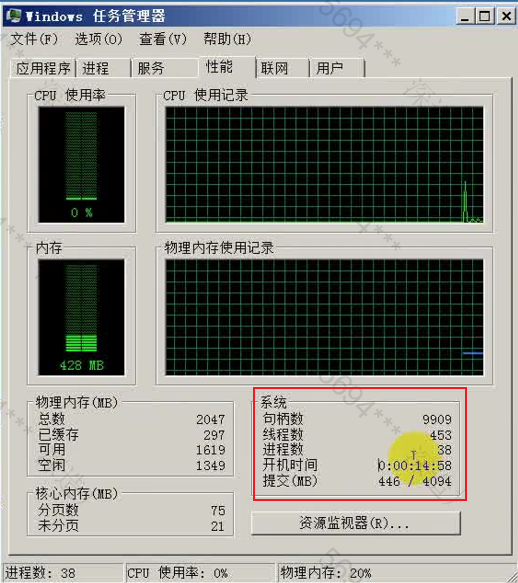 Windows 任务管理器
文件(F) 选项(O) 查看(V) 帮助(H)
应用程序 进程 服务 性能 联网 用户
CPU 使用率
0 %
CPU 使用记录
内存
428 MB
物理内存使用记录
物理内存(MB)
总数 2047
已缓存 297
可用 1619
空闲 1349
核心内存(MB)
分页数 75
未分页 21
系统
句柄数 9909
线程数 453
进程数 38
开机时间 0:00:14:58
提交(MB) 446 / 4094
资源监视器(R)...
进程数: 38 CPU 使用率: 0% 物理内存: 20%
5694***
5694***
5694***